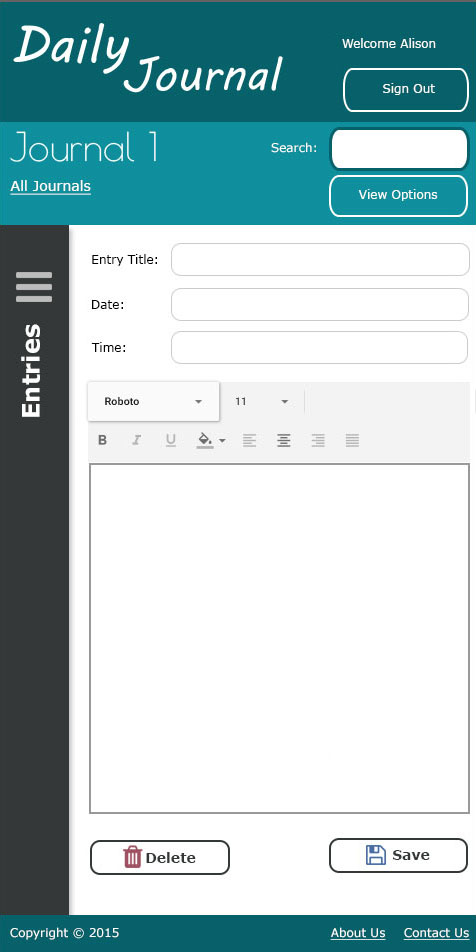 Daily
Journal
Welcome Alison
Sign Out
Journal 1
Search:
All Journals
View Options
Entries
Entry Title:
Date:
Time:
Roboto 11
B I U
Delete
Save
Copyright © 2015 About Us Contact Us